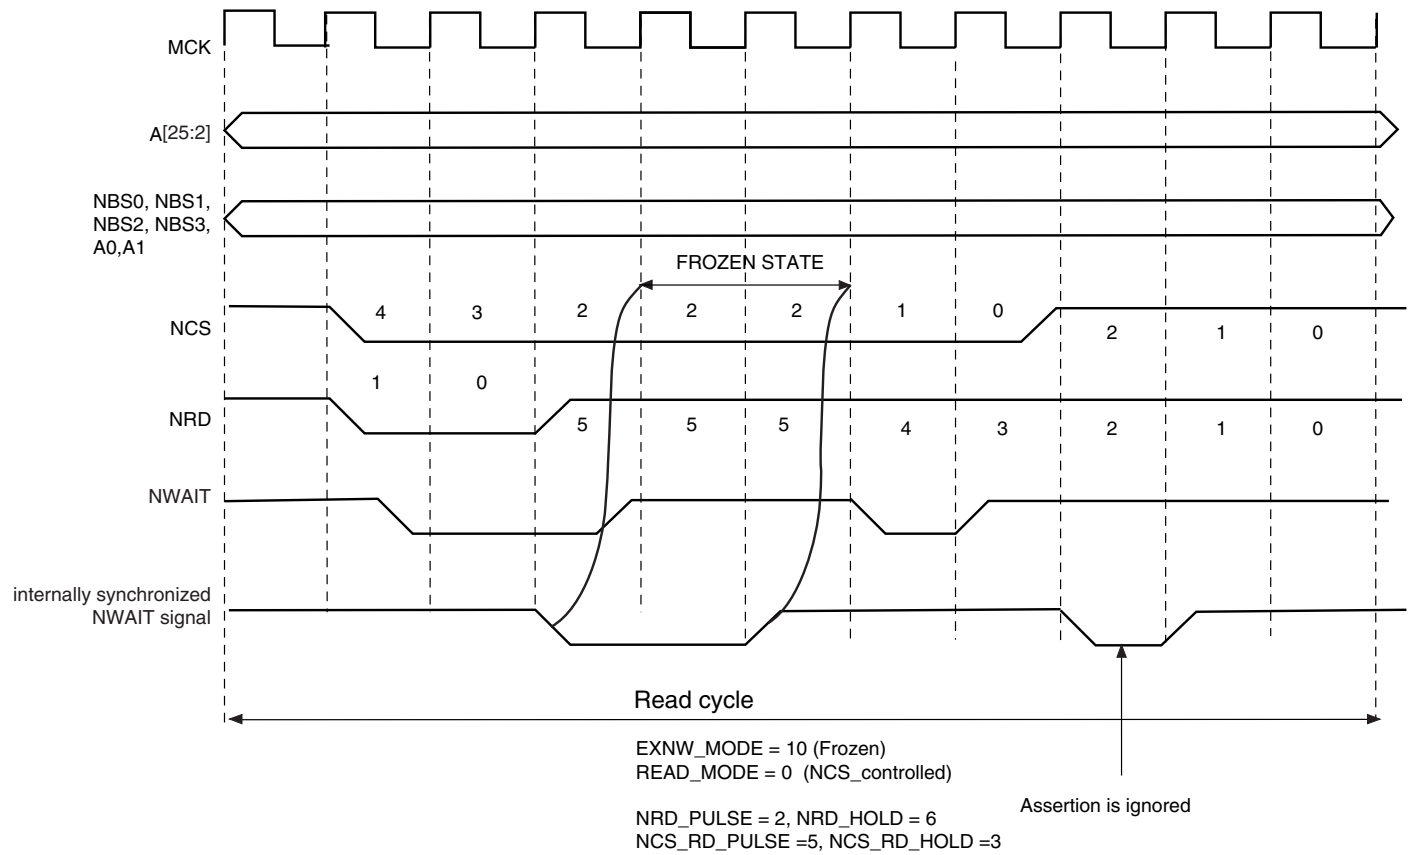 MCK
A[25:2]
NBS0, NBS1,
NBS2, NBS3,
A0,A1
FROZEN STATE
NCS
4 3 2 2 2 1 0
2 1 0
1 0
NRD
5 5 5 4 3 2 1 0
NWAIT
internally synchronized
NWAIT signal
Read cycle
EXNW_MODE = 10 (Frozen)
READ_MODE = 0 (NCS_controlled)
Assertion is ignored
NRD_PULSE = 2, NRD_HOLD = 6
NCS_RD_PULSE =5, NCS_RD_HOLD =3